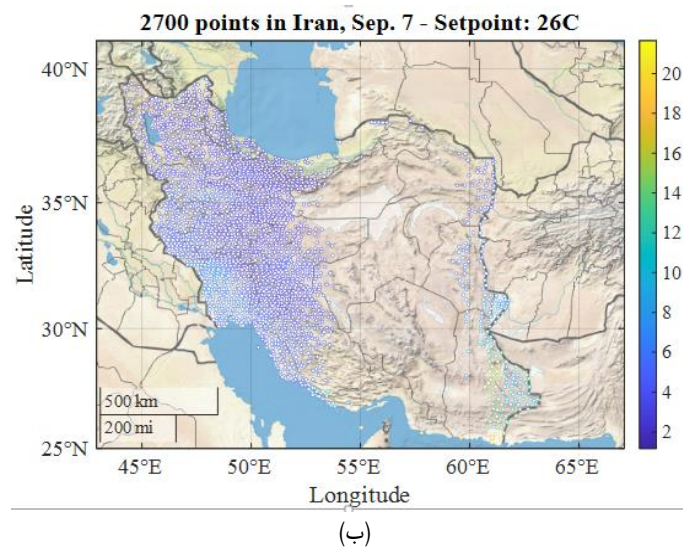 2700 points in Iran, Sep. 7 - Setpoint: 26C
40°N
35°N
30°N
25°N
Latitude
500 km
200 mi
45°E 50°E 55°E 60°E 65°E
Longitude
20
18
16
14
12
10
8
6
4
2
(ب)